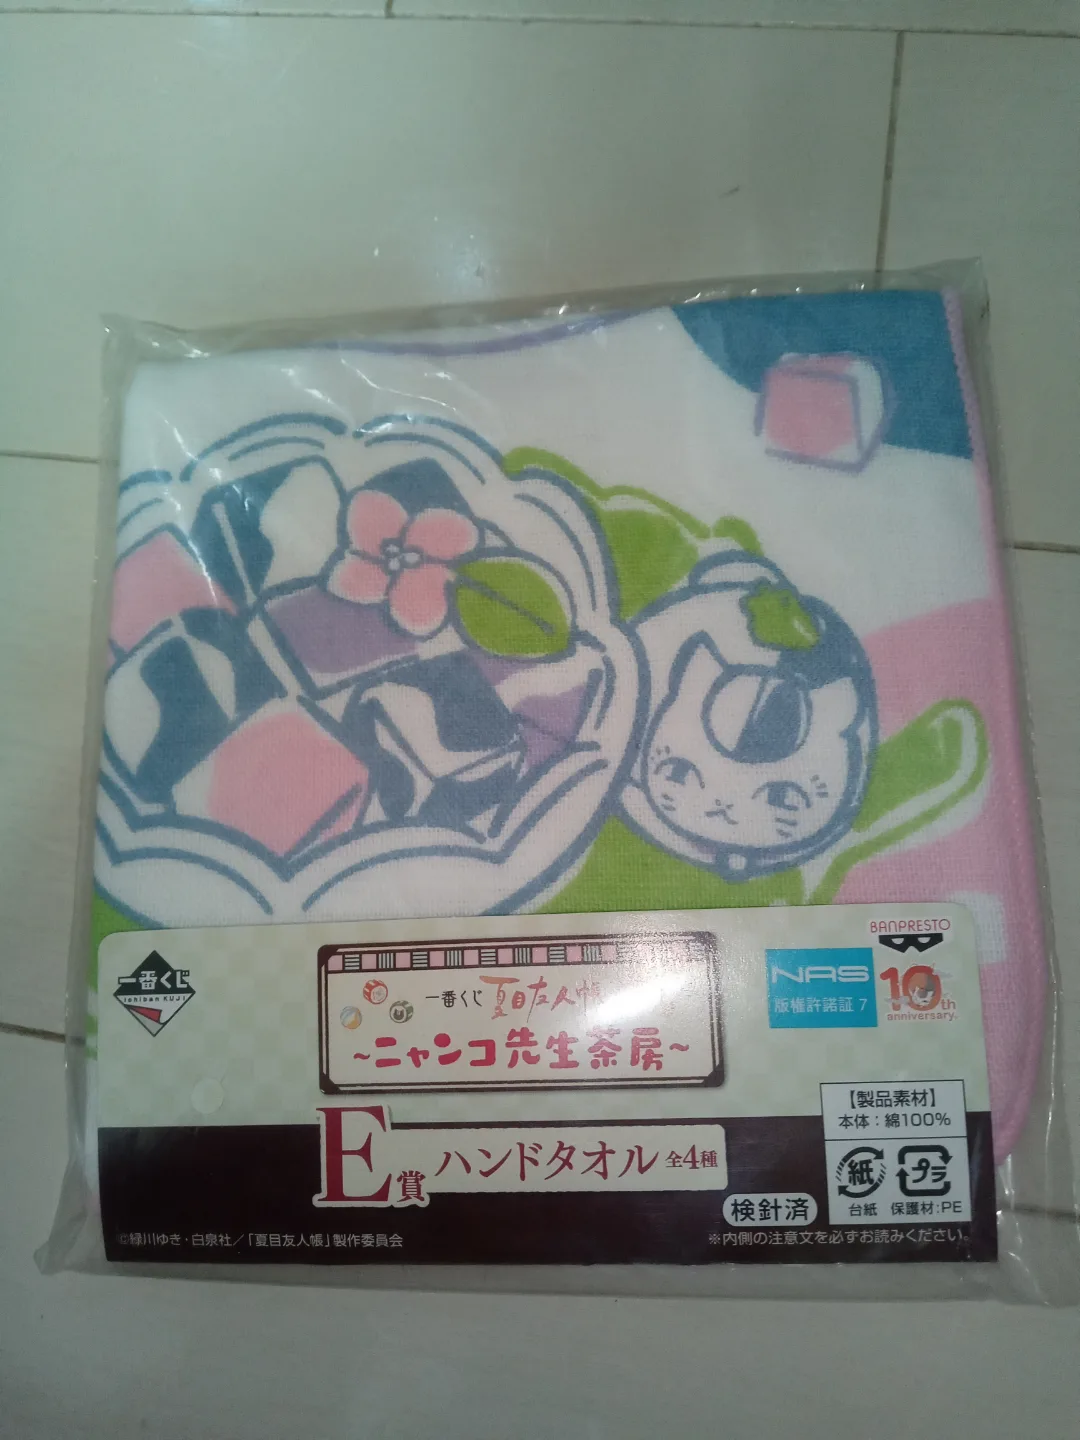 一番くじ
Ichiban KUJI
一番くじ 夏目友人帳
~ニャンコ先生茶房~
BANPRESTO
NAS
版権許諾証 7
10th
anniversary.
【製品素材】
本体：綿100%
紙
プラ
台紙 保護材:PE
E賞 ハンドタオル 全4種
検針済
©緑川ゆき・白泉社／「夏目友人帳」製作委員会
※内側の注意文を必ずお読みください。